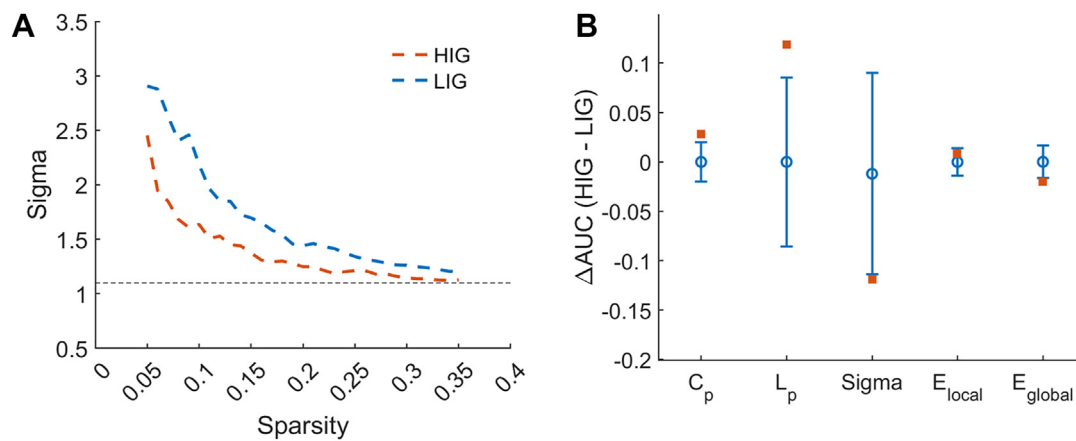 A
3.5
3
2.5
2
1.5
1
0.5
Sigma
HIG
LIG
0
0.05
0.1
0.15
0.2
0.25
0.3
0.35
0.4
Sparsity
B
ΔAUC (HIG - LIG)
0.1
0.05
0
-0.05
-0.1
-0.15
-0.2
Cp
Lp
Sigma
Elocal
Eglobal